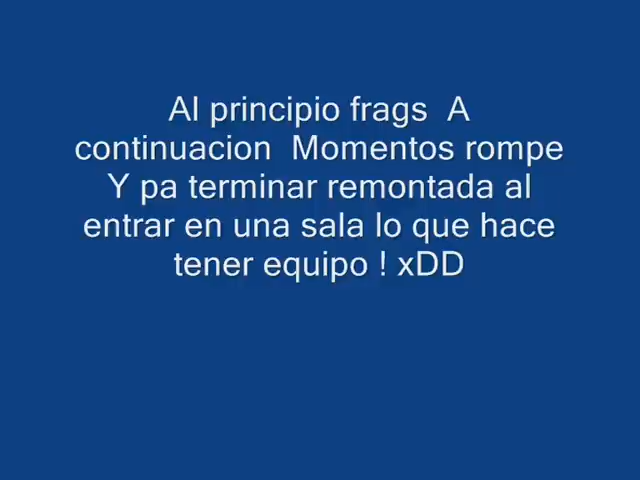 Al principio frags  A
continuacion  Momentos rompe
Y pa terminar remontada al
entrar en una sala lo que hace
tener equipo ! xDD